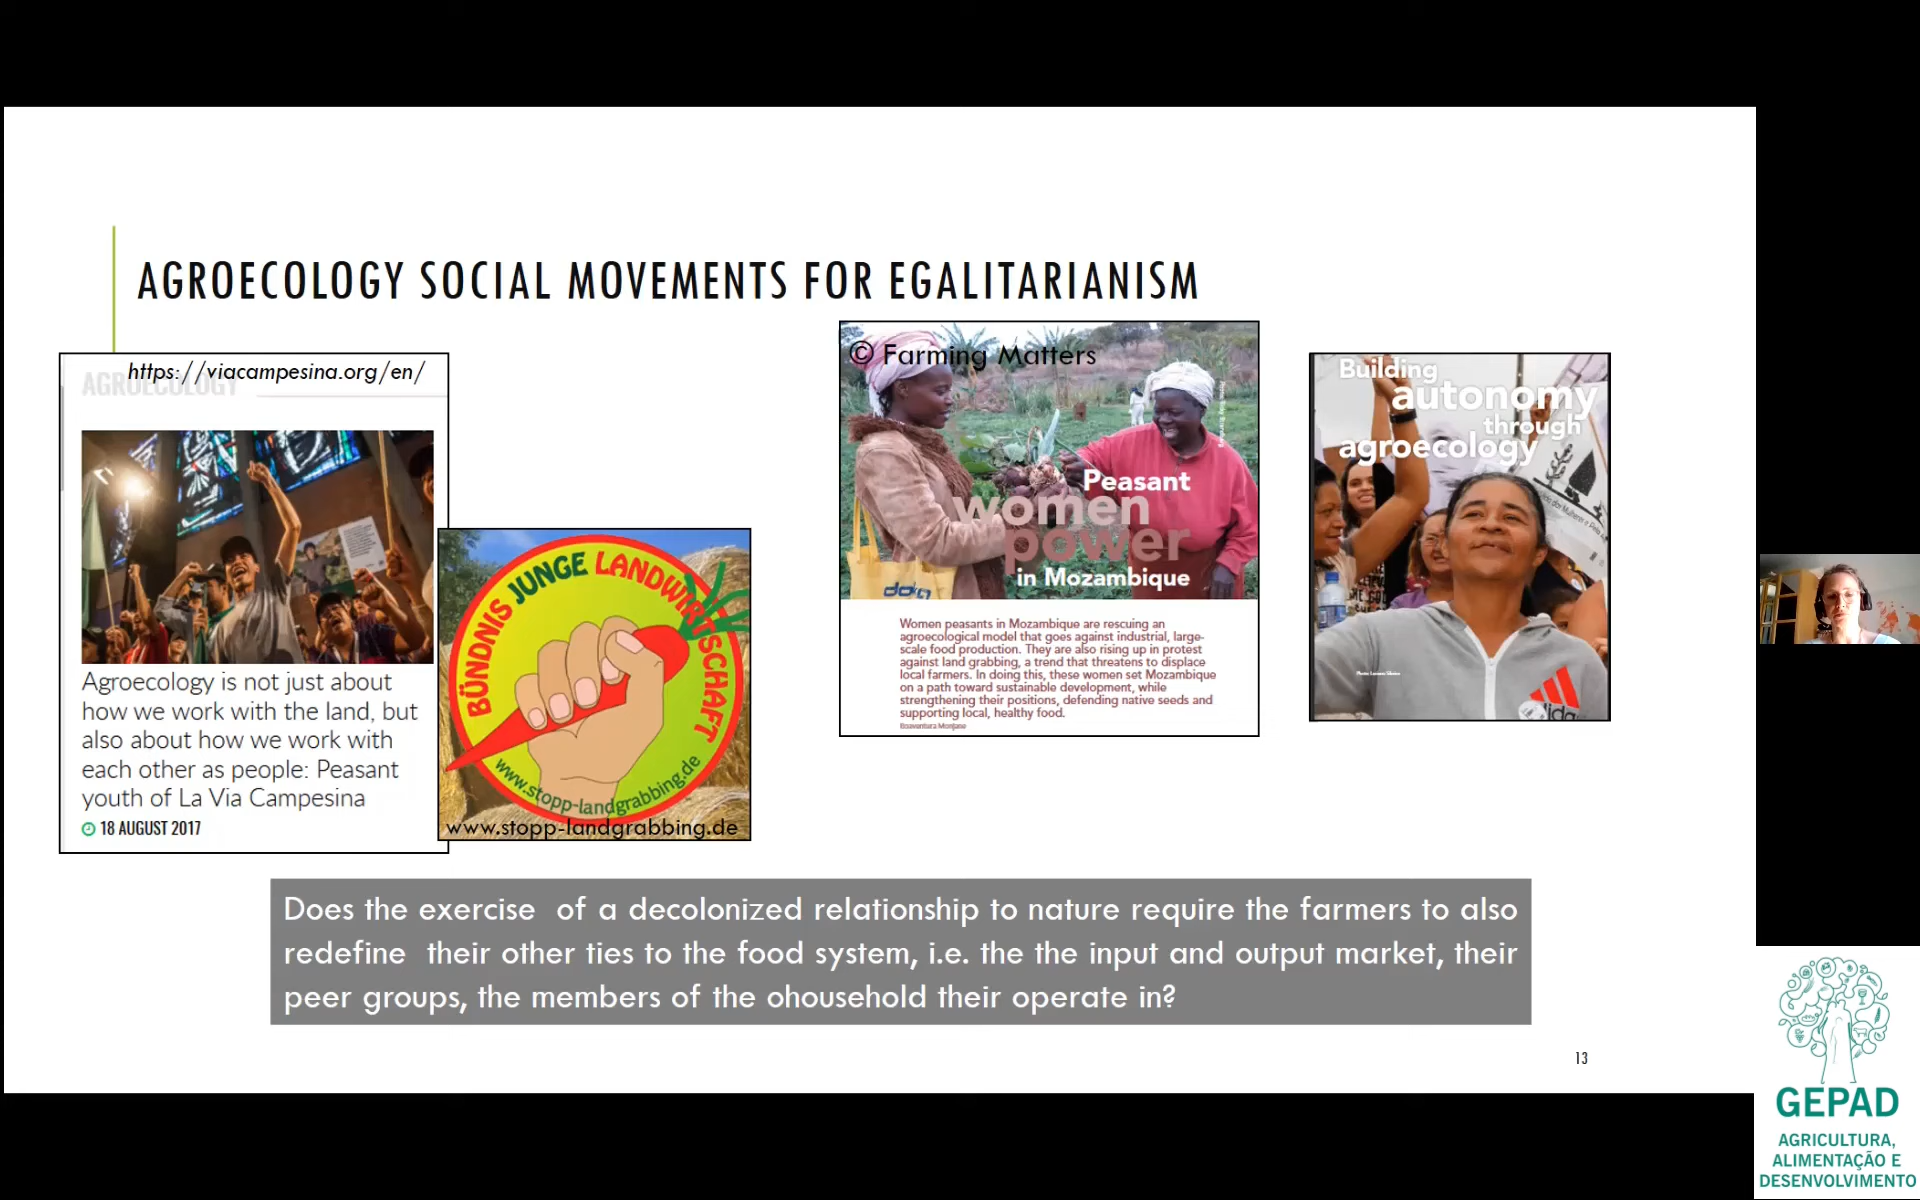 AGROECOLOGY SOCIAL MOVEMENTS FOR EGALITARIANISM
https://viacampesina.org/en/
AGROECOLOGY
Agroecology is not just about
how we work with the land, but
also about how we work with
each other as people: Peasant
youth of La Via Campesina
18 AUGUST 2017
BÜNDNIS JUNGE LANDWIRTSCHAFT
www.stopp-landgrabbing.de
www.stopp-landgrabbing.de
© Farming Matters
Peasant
women
power
in Mozambique
Women peasants in Mozambique are rescuing an
agroecological model that goes against industrial, large-
scale food production. They are also rising up in protest
against land grabbing, a trend that threatens to displace
local farmers. In doing this, these women set Mozambique
on a path toward sustainable development, while
strengthening their positions, defending native seeds and
supporting local, healthy food.
Boaventura Monjane
Building
autonomy
through
agroecology
Does the exercise of a decolonized relationship to nature require the farmers to also
redefine their other ties to the food system, i.e. the the input and output market, their
peer groups, the members of the ohousehold their operate in?
13
GEPAD
AGRICULTURA,
ALIMENTAÇÃO E
DESENVOLVIMENTO